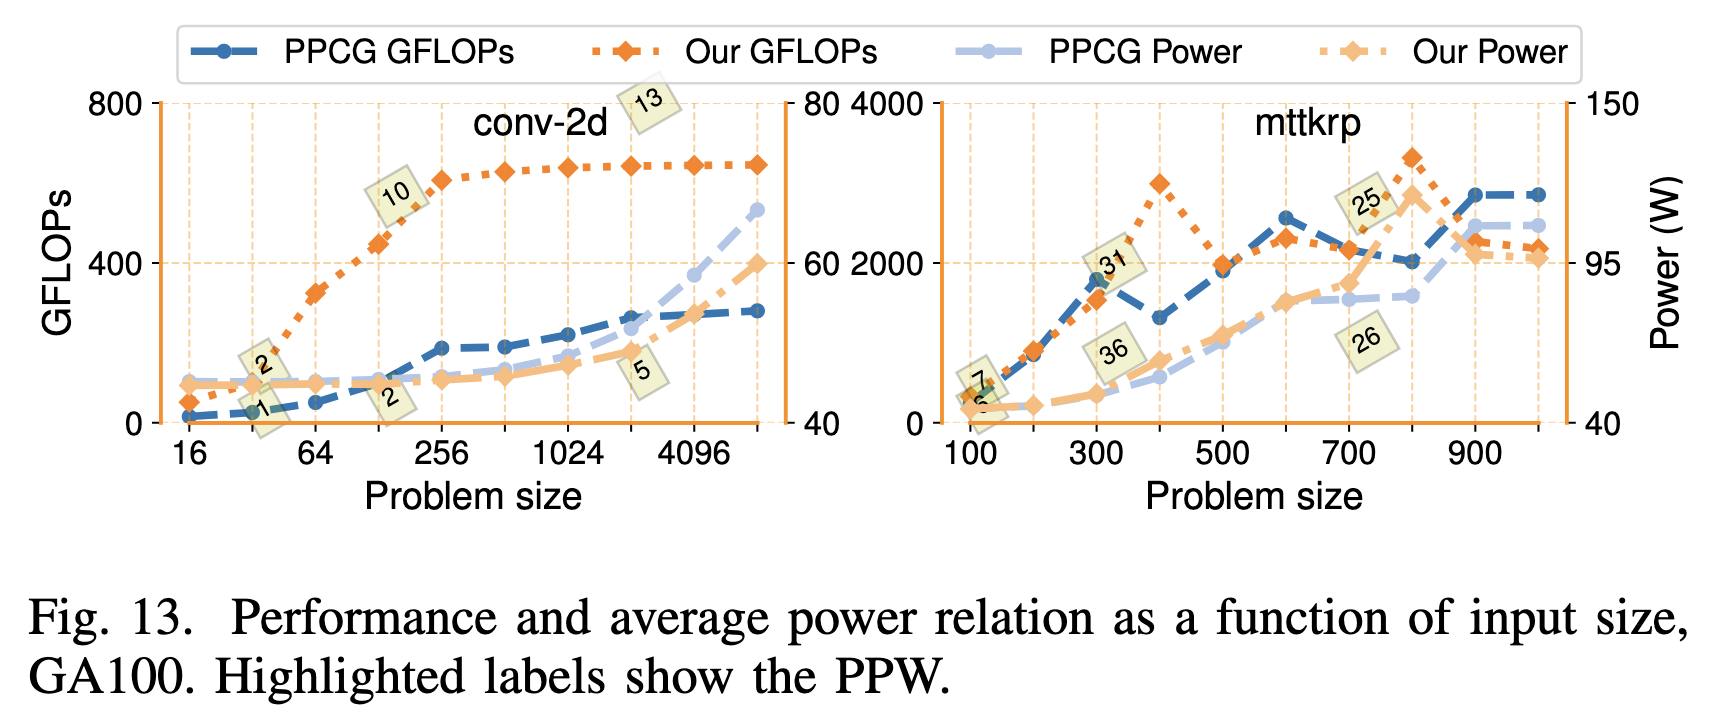 PPCG GFLOPs Our GFLOPs PPCG Power Our Power
conv-2d mttkrp
GFLOPs
800
400
0
80
60
40
13
10
2
1
2
5
16 64 256 1024 4096
Problem size
4000
2000
0
150
95
40
Power (W)
7
6
31
36
25
26
100 300 500 700 900
Problem size
Fig. 13. Performance and average power relation as a function of input size,
GA100. Highlighted labels show the PPW.